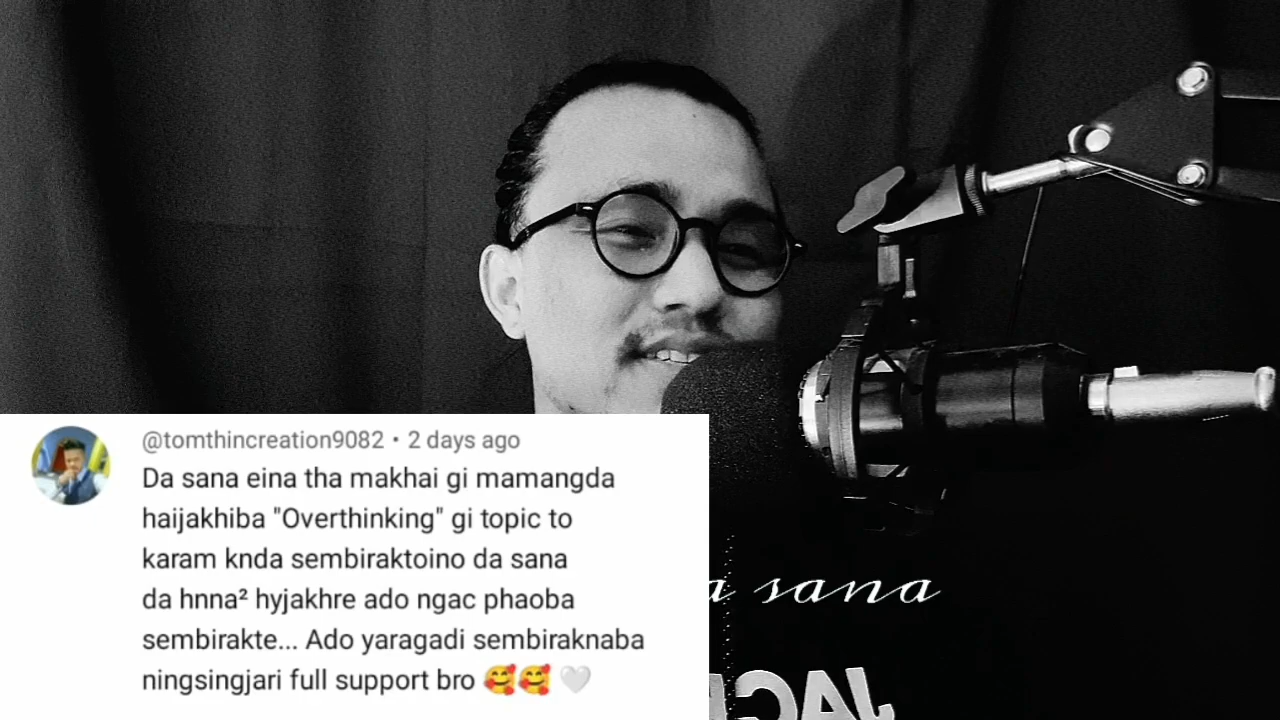 @tomthincreation9082 • 2 days ago
Da sana eina tha makhai gi mamangda
haijakhiba "Overthinking" gi topic to
karam knda sembiraktoino da sana
da hnna² hyjakhre ado ngac phaoba
sembirakte... Ado yaragadi sembiraknaba
ningsingjari full support bro 🥰🥰 🤍
sana